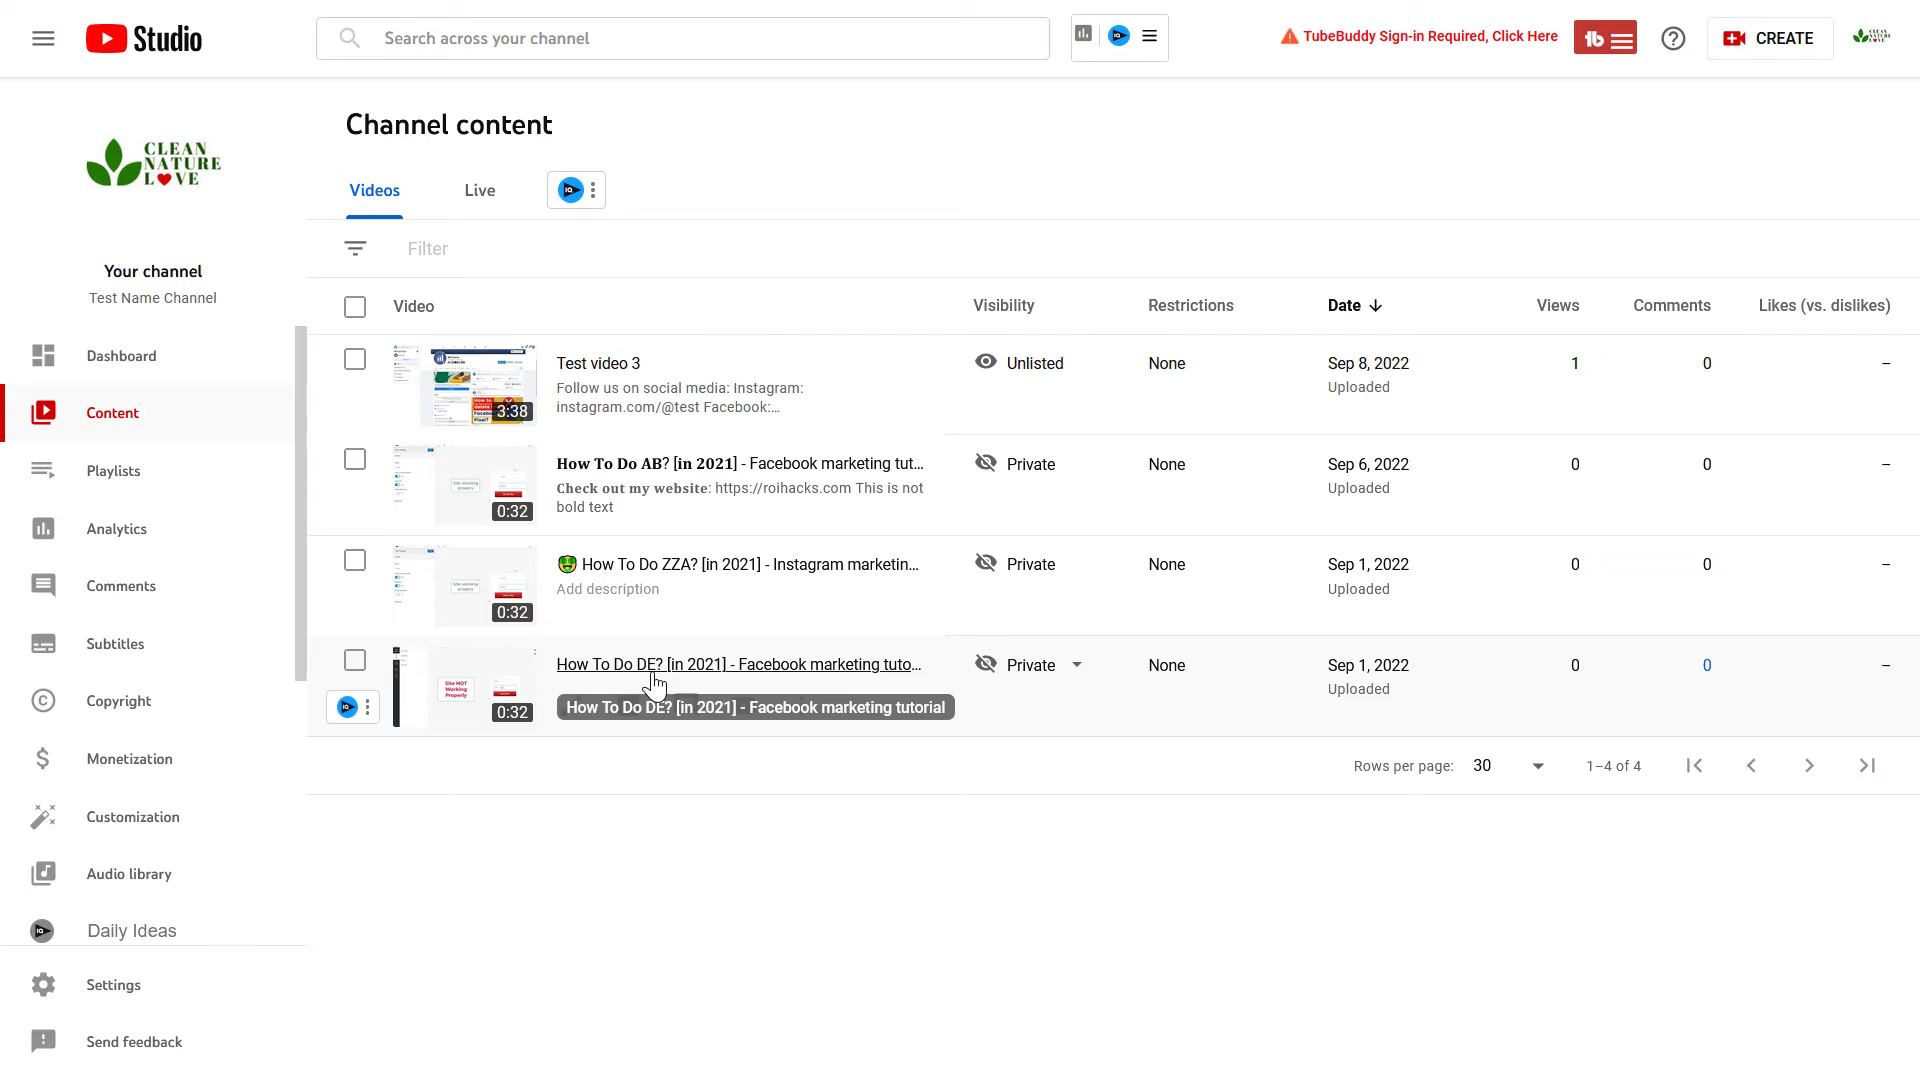 Studio
Search across your channel
TubeBuddy Sign-in Required, Click Here
CREATE
CLEAN
NATURE
LOVE
Your channel
Test Name Channel
Dashboard
Content
Playlists
Analytics
Comments
Subtitles
Copyright
Monetization
Customization
Audio library
Daily Ideas
Settings
Send feedback
Channel content
Videos
Live
Filter
Video Visibility Restrictions Date Views Comments Likes (vs. dislikes)
3:38
Test video 3
Follow us on social media: Instagram:
instagram.com/@test Facebook:...
Unlisted None Sep 8, 2022 1 0 –
Uploaded
0:32
How To Do AB? [in 2021] - Facebook marketing tut...
Check out my website: https://roihacks.com This is not
bold text
Private None Sep 6, 2022 0 0 –
Uploaded
0:32
🤑 How To Do ZZA? [in 2021] - Instagram marketin...
Add description
Private None Sep 1, 2022 0 0 –
Uploaded
Site NOT
Working
Properly
0:32
How To Do DE? [in 2021] - Facebook marketing tuto...
How To Do DE? [in 2021] - Facebook marketing tutorial
Private None Sep 1, 2022 0 0 –
Uploaded
Rows per page: 30 1–4 of 4